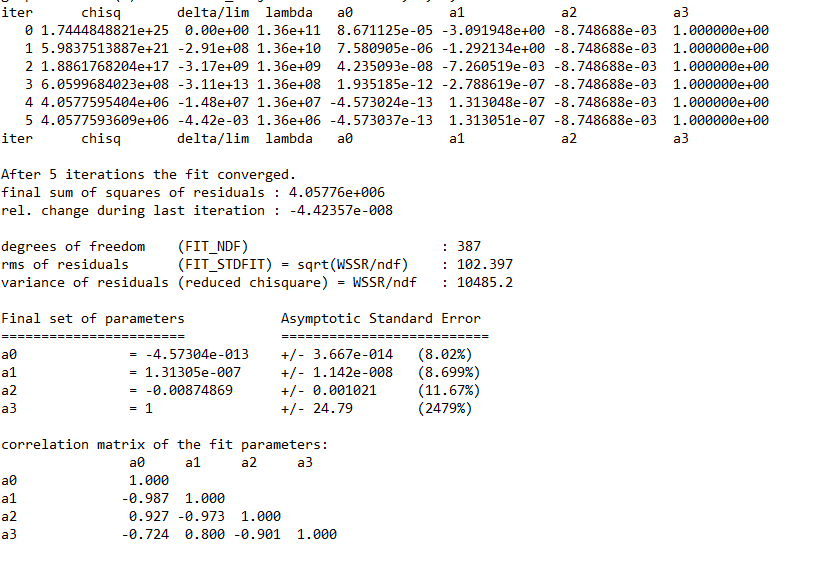 iter      chisq       delta/lim  lambda   a0            a1            a2            a3
   0 1.7444848821e+25  0.00e+00 1.36e+11  8.671125e-05 -3.091948e+00 -8.748688e-03  1.000000e+00
   1 5.9837513887e+21 -2.91e+08 1.36e+10  7.580905e-06 -1.292134e+00 -8.748688e-03  1.000000e+00
   2 1.8861768204e+17 -3.17e+09 1.36e+09  4.235093e-08 -7.260519e-03 -8.748688e-03  1.000000e+00
   3 6.0599684023e+08 -3.11e+13 1.36e+08  1.935185e-12 -2.788619e-07 -8.748688e-03  1.000000e+00
   4 4.0577595404e+06 -1.48e+07 1.36e+07 -4.573024e-13  1.313048e-07 -8.748688e-03  1.000000e+00
   5 4.0577593609e+06 -4.42e-03 1.36e+06 -4.573037e-13  1.313051e-07 -8.748688e-03  1.000000e+00
iter      chisq       delta/lim  lambda   a0            a1            a2            a3
After 5 iterations the fit converged.
final sum of squares of residuals : 4.05776e+006
rel. change during last iteration : -4.42357e-008
degrees of freedom    (FIT_NDF)                        : 387
rms of residuals      (FIT_STDFIT) = sqrt(WSSR/ndf)    : 102.397
variance of residuals (reduced chisquare) = WSSR/ndf   : 10485.2
Final set of parameters            Asymptotic Standard Error
=======================            ==========================
a0              = -4.57304e-013    +/- 3.667e-014   (8.02%)
a1              = 1.31305e-007     +/- 1.142e-008   (8.699%)
a2              = -0.00874869      +/- 0.001021     (11.67%)
a3              = 1                +/- 24.79        (2479%)
correlation matrix of the fit parameters:
                a0     a1     a2     a3
a0              1.000
a1             -0.987  1.000
a2              0.927 -0.973  1.000
a3             -0.724  0.800 -0.901  1.000